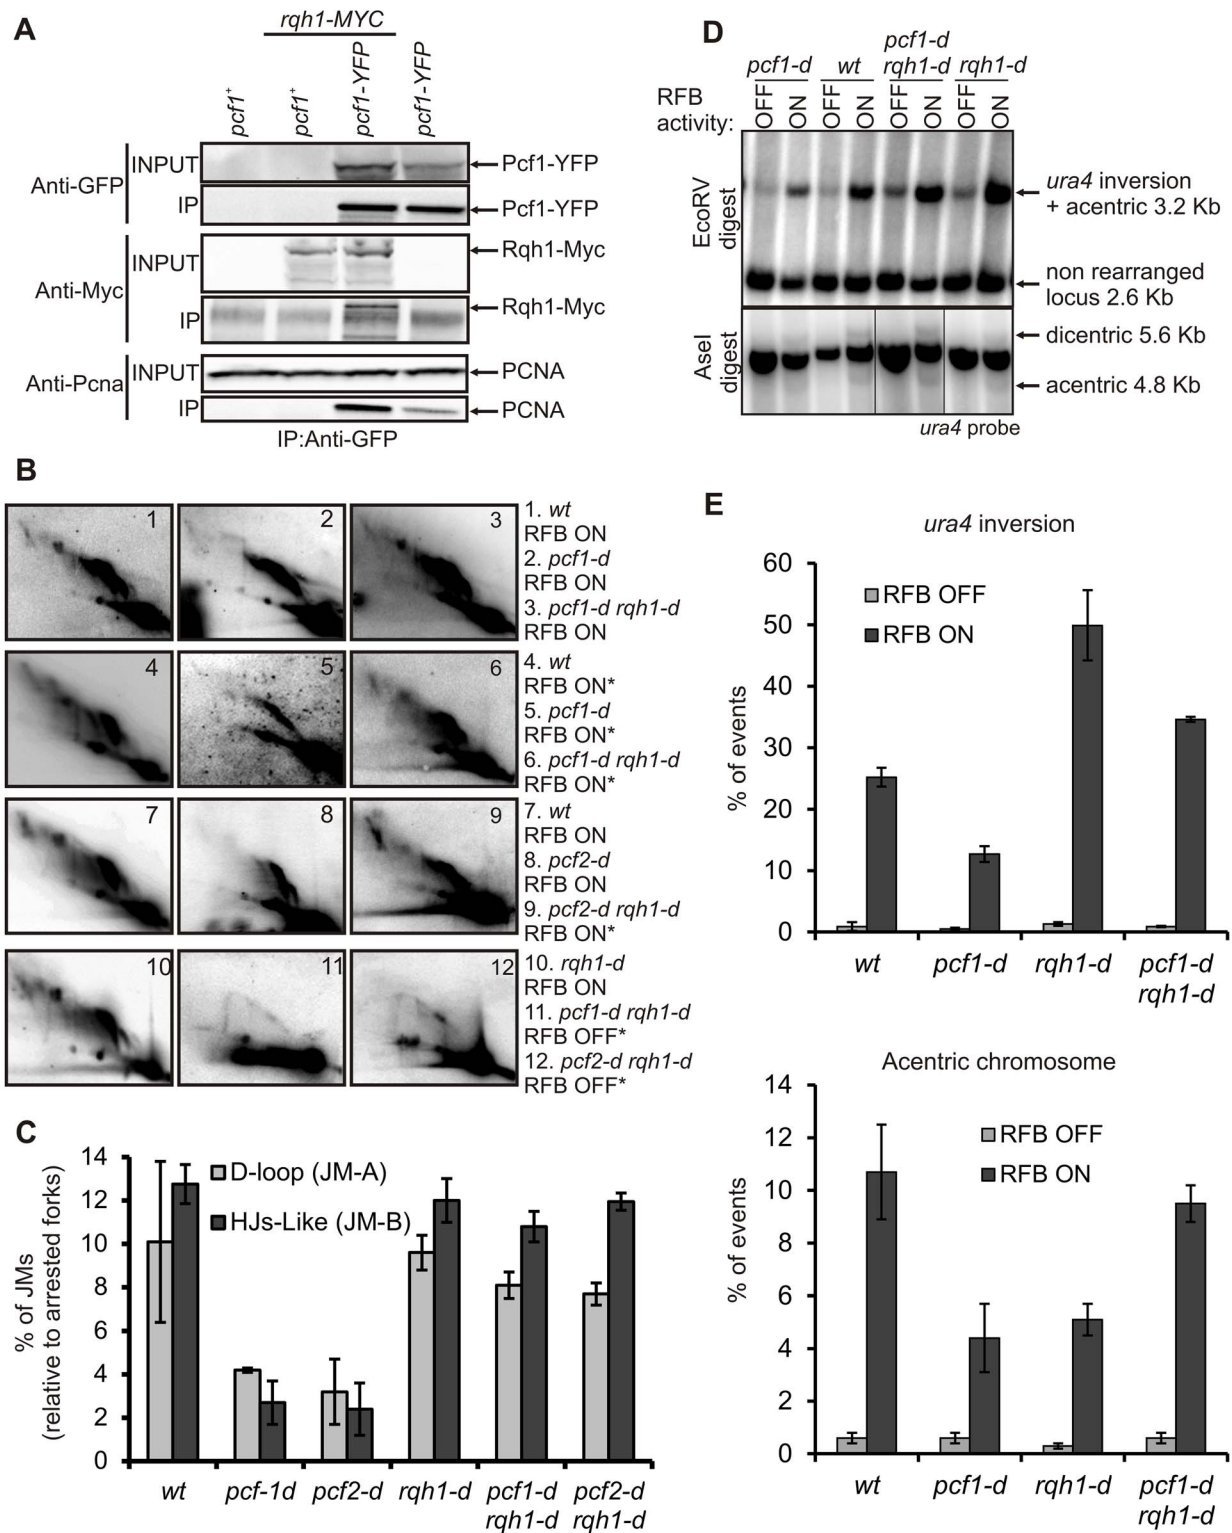 A
rqh1-MYC
pcf1+
pcf1+
pcf1-YFP
pcf1-YFP
Anti-GFP
INPUT
Pcf1-YFP
IP
Pcf1-YFP
Anti-Myc
INPUT
Rqh1-Myc
IP
Rqh1-Myc
Anti-Pcna
INPUT
PCNA
IP
PCNA
IP:Anti-GFP
B
1
2
3
1. wt
RFB ON
2. pcf1-d
RFB ON
3. pcf1-d rqh1-d
RFB ON
4
5
6
4. wt
RFB ON*
5. pcf1-d
RFB ON*
6. pcf1-d rqh1-d
RFB ON*
7
8
9
7. wt
RFB ON
8. pcf2-d
RFB ON
9. pcf2-d rqh1-d
RFB ON*
10
11
12
10. rqh1-d
RFB ON
11. pcf1-d rqh1-d
RFB OFF*
12. pcf2-d rqh1-d
RFB OFF*
C
% of JMs
(relative to arrested forks)
14
12
10
8
6
4
2
0
D-loop (JM-A)
HJs-Like (JM-B)
wt
pcf-1d
pcf2-d
rqh1-d
pcf1-d
rqh1-d
pcf2-d
rqh1-d
D
pcf1-d
wt
pcf1-d
rqh1-d
rqh1-d
RFB
activity:
OFF
ON
OFF
ON
OFF
ON
OFF
ON
EcoRV
digest
ura4 inversion
+ acentric 3.2 Kb
non rearranged
locus 2.6 Kb
AseI
digest
dicentric 5.6 Kb
acentric 4.8 Kb
ura4 probe
E
ura4 inversion
% of events
60
50
40
30
20
10
0
RFB OFF
RFB ON
wt
pcf1-d
rqh1-d
pcf1-d
rqh1-d
Acentric chromosome
% of events
14
12
10
8
6
4
2
0
RFB OFF
RFB ON
wt
pcf1-d
rqh1-d
pcf1-d
rqh1-d